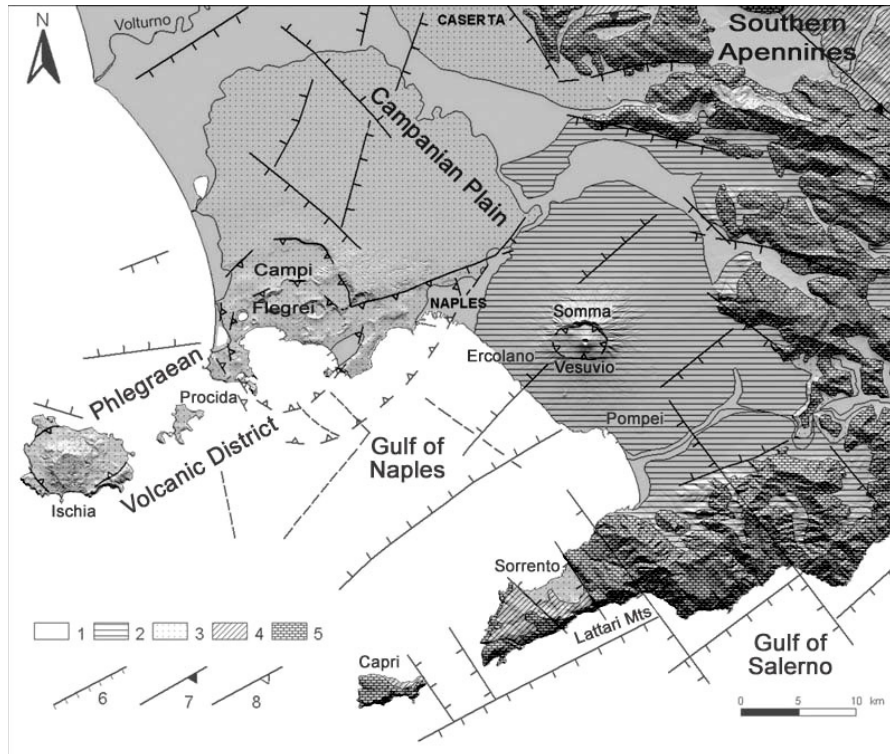 N
Volturno
CASERTA
Southern
Apennines
Campanian Plain
Campi
Flegrei
NAPLES
Somma
Vesuvio
Ercolano
Phlegraean
Volcanic District
Procida
Pompei
Gulf of
Naples
Ischia
Sorrento
Lattari Mts
Capri
Gulf of
Salerno
1 2 3 4 5
6 7 8
0 5 10 km